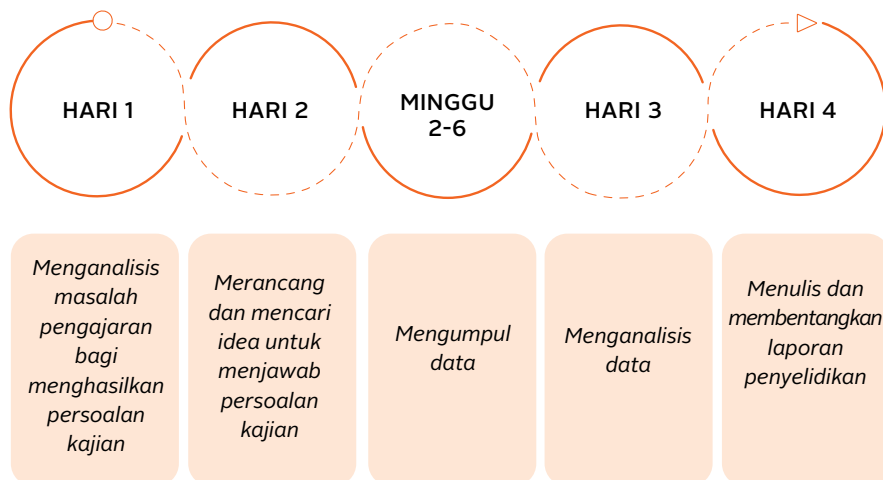 HARI 1
HARI 2
MINGGU
2-6
HARI 3
HARI 4
Menganalisis
masalah
pengajaran
bagi
menghasilkan
persoalan
kajian
Merancang
dan mencari
idea untuk
menjawab
persoalan
kajian
Mengumpul
data
Menganalisis
data
Menulis dan
membentangkan
laporan
penyelidikan